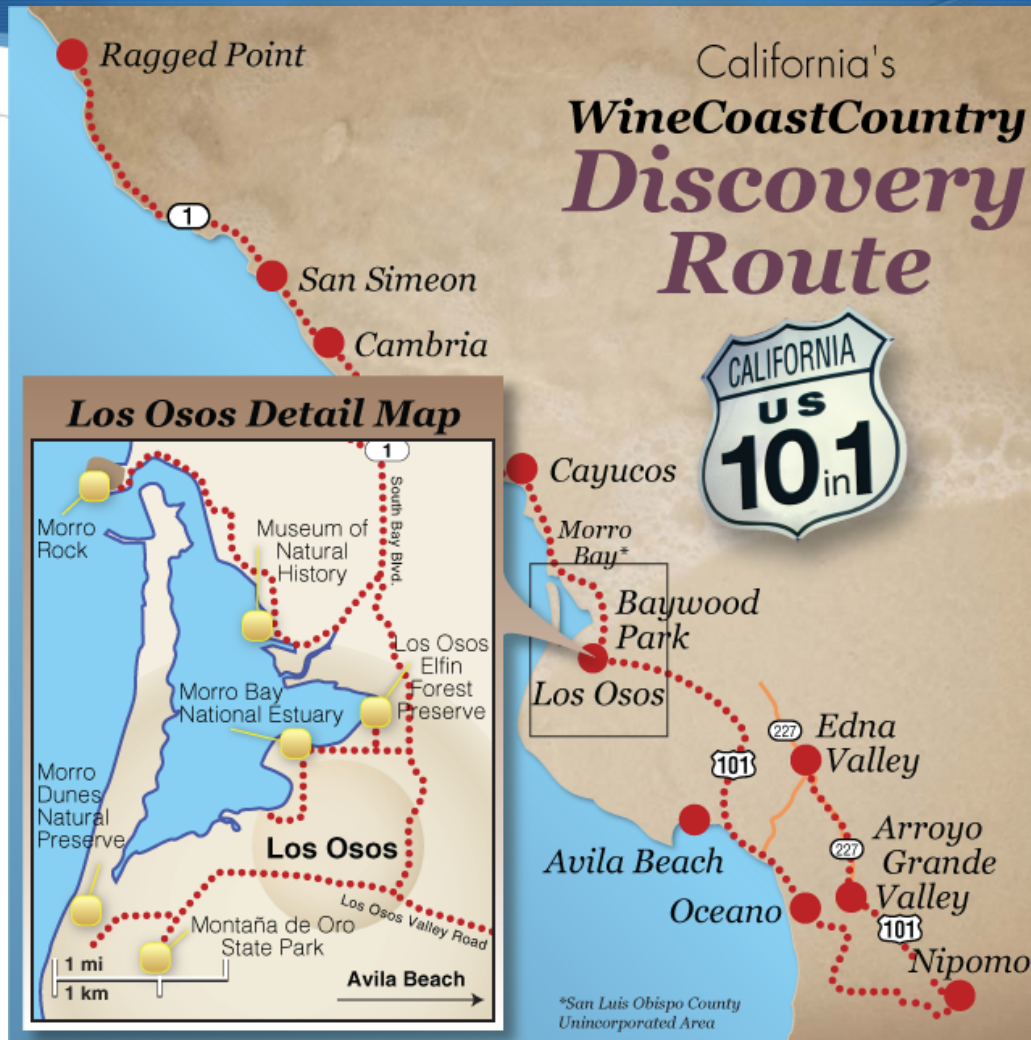 Ragged Point
California's
WineCoastCountry
Discovery
Route
1
San Simeon
Cambria
CALIFORNIA
US
10in1
Los Osos Detail Map
1
South Bay Blvd.
Morro
Rock
Museum of
Natural
History
Los Osos
Elfin
Forest
Preserve
Morro Bay
National Estuary
Morro
Dunes
Natural
Preserve
Los Osos
Los Osos Valley Road
Montaña de Oro
State Park
1 mi
1 km
Avila Beach
Cayucos
Morro
Bay*
Baywood
Park
Los Osos
227
Edna
Valley
101
Avila Beach
227
Arroyo
Grande
Valley
Oceano
101
Nipomo
*San Luis Obispo County
Unincorporated Area